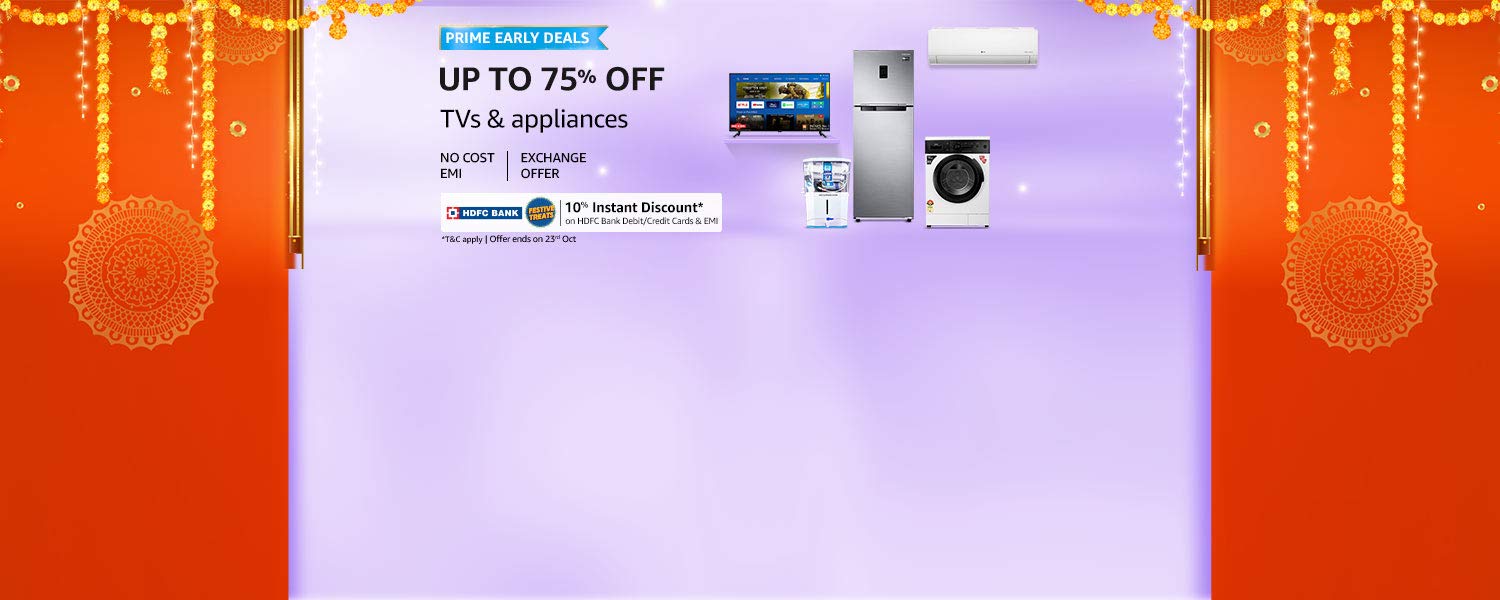 PRIME EARLY DEALS
UP TO 75% OFF
TVs & appliances
NO COST
EMI
EXCHANGE
OFFER
HDFC BANK
FESTIVE
TREATS
10% Instant Discount*
on HDFC Bank Debit/Credit Cards & EMI
*T&C apply | Offer ends on 23rd Oct
LG